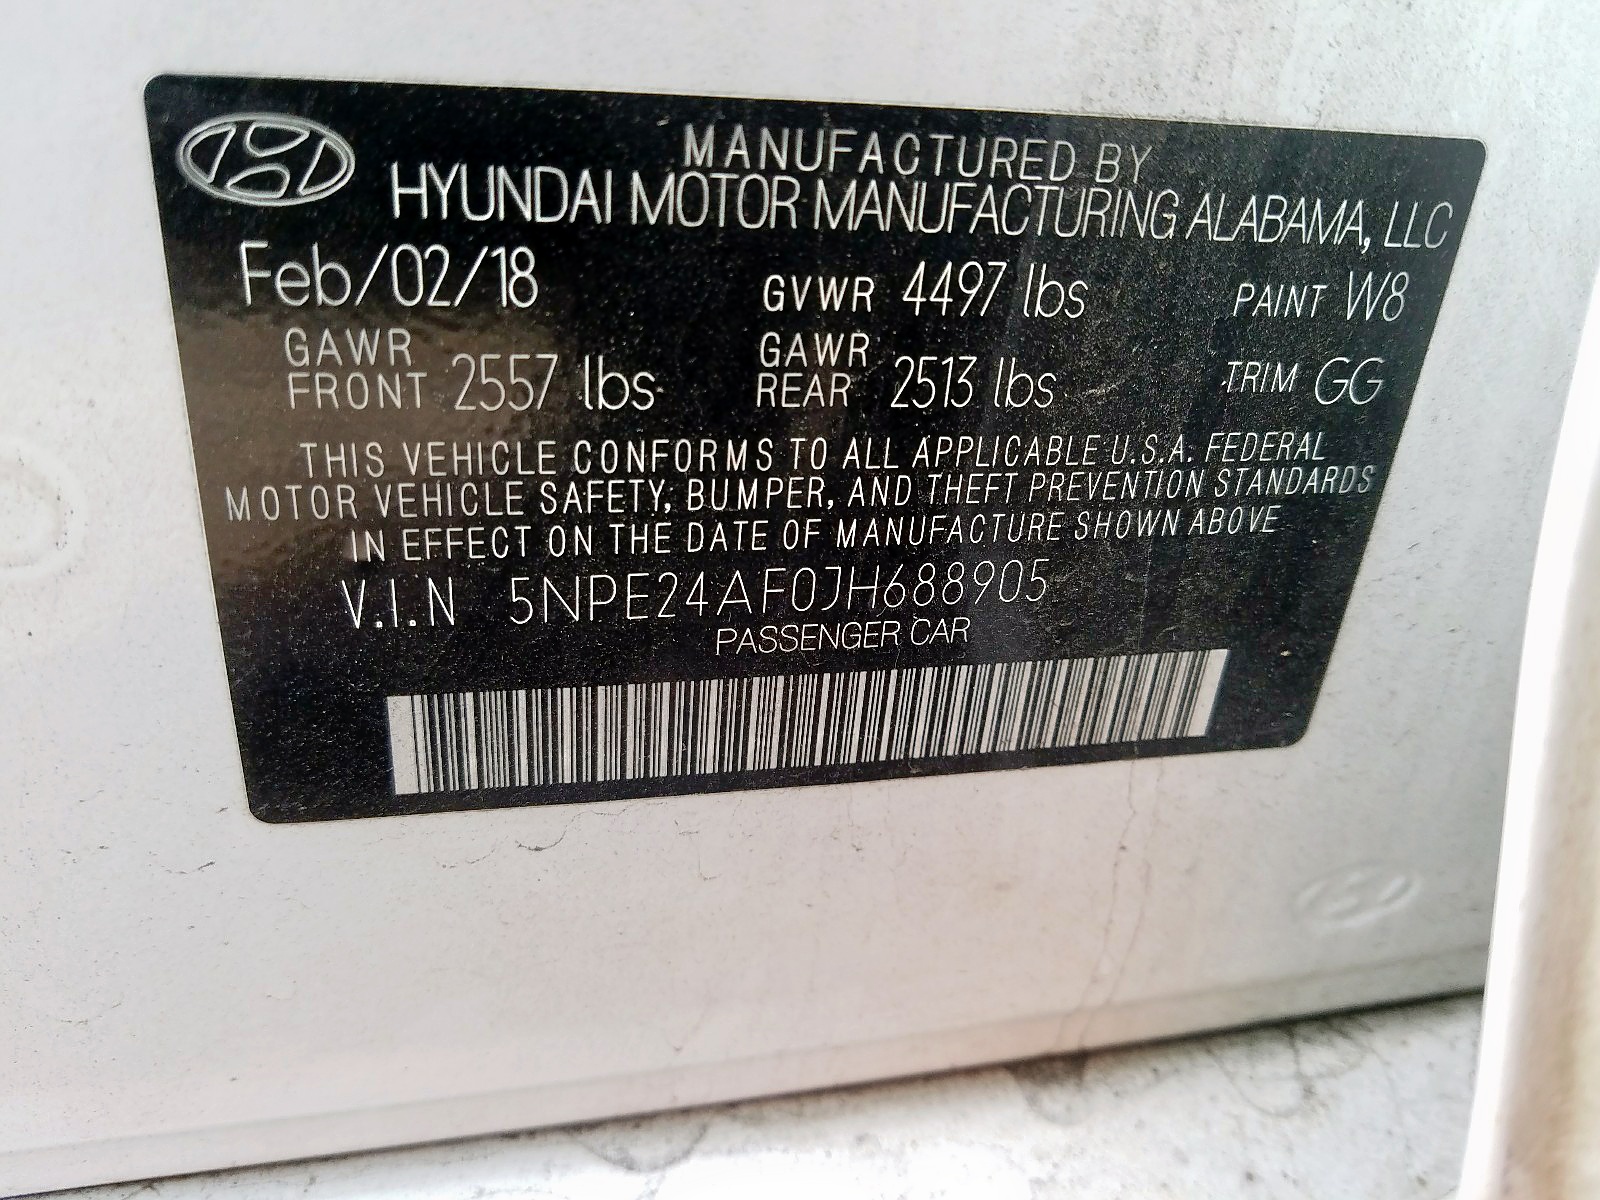 MANUFACTURED BY
HYUNDAI MOTOR MANUFACTURING ALABAMA, LLC
Feb/02/18 GVWR 4497 lbs PAINT W8
GAWR FRONT 2557 lbs GAWR REAR 2513 lbs TRIM GG
THIS VEHICLE CONFORMS TO ALL APPLICABLE U.S.A. FEDERAL
MOTOR VEHICLE SAFETY, BUMPER, AND THEFT PREVENTION STANDARDS
IN EFFECT ON THE DATE OF MANUFACTURE SHOWN ABOVE
V.I.N 5NPE24AF0JH688905
PASSENGER CAR